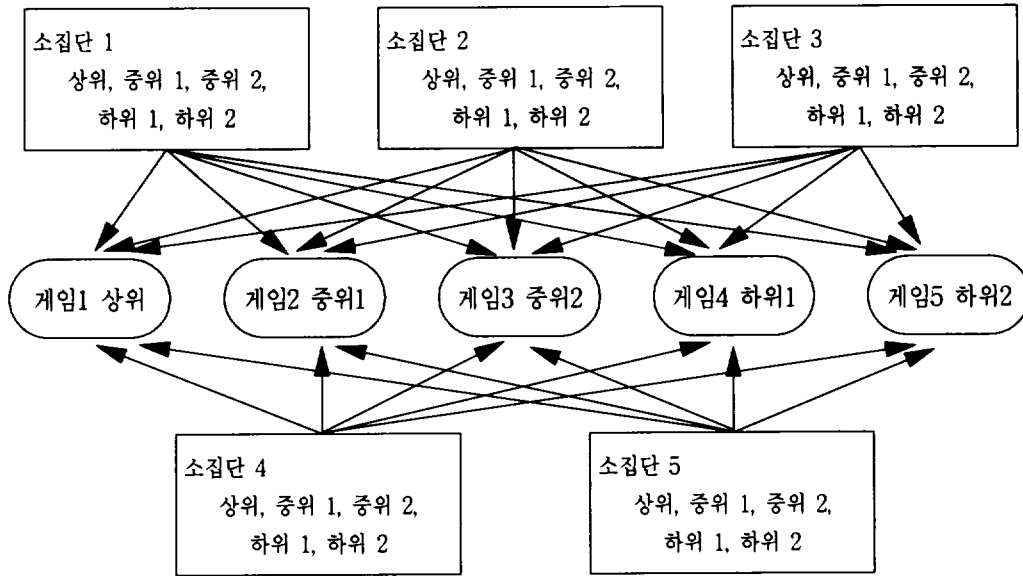 소집단 1
상위, 중위 1, 중위 2,
하위 1, 하위 2
소집단 2
상위, 중위 1, 중위 2,
하위 1, 하위 2
소집단 3
상위, 중위 1, 중위 2,
하위 1, 하위 2
게임1 상위
게임2 중위1
게임3 중위2
게임4 하위1
게임5 하위2
소집단 4
상위, 중위 1, 중위 2,
하위 1, 하위 2
소집단 5
상위, 중위 1, 중위 2,
하위 1, 하위 2